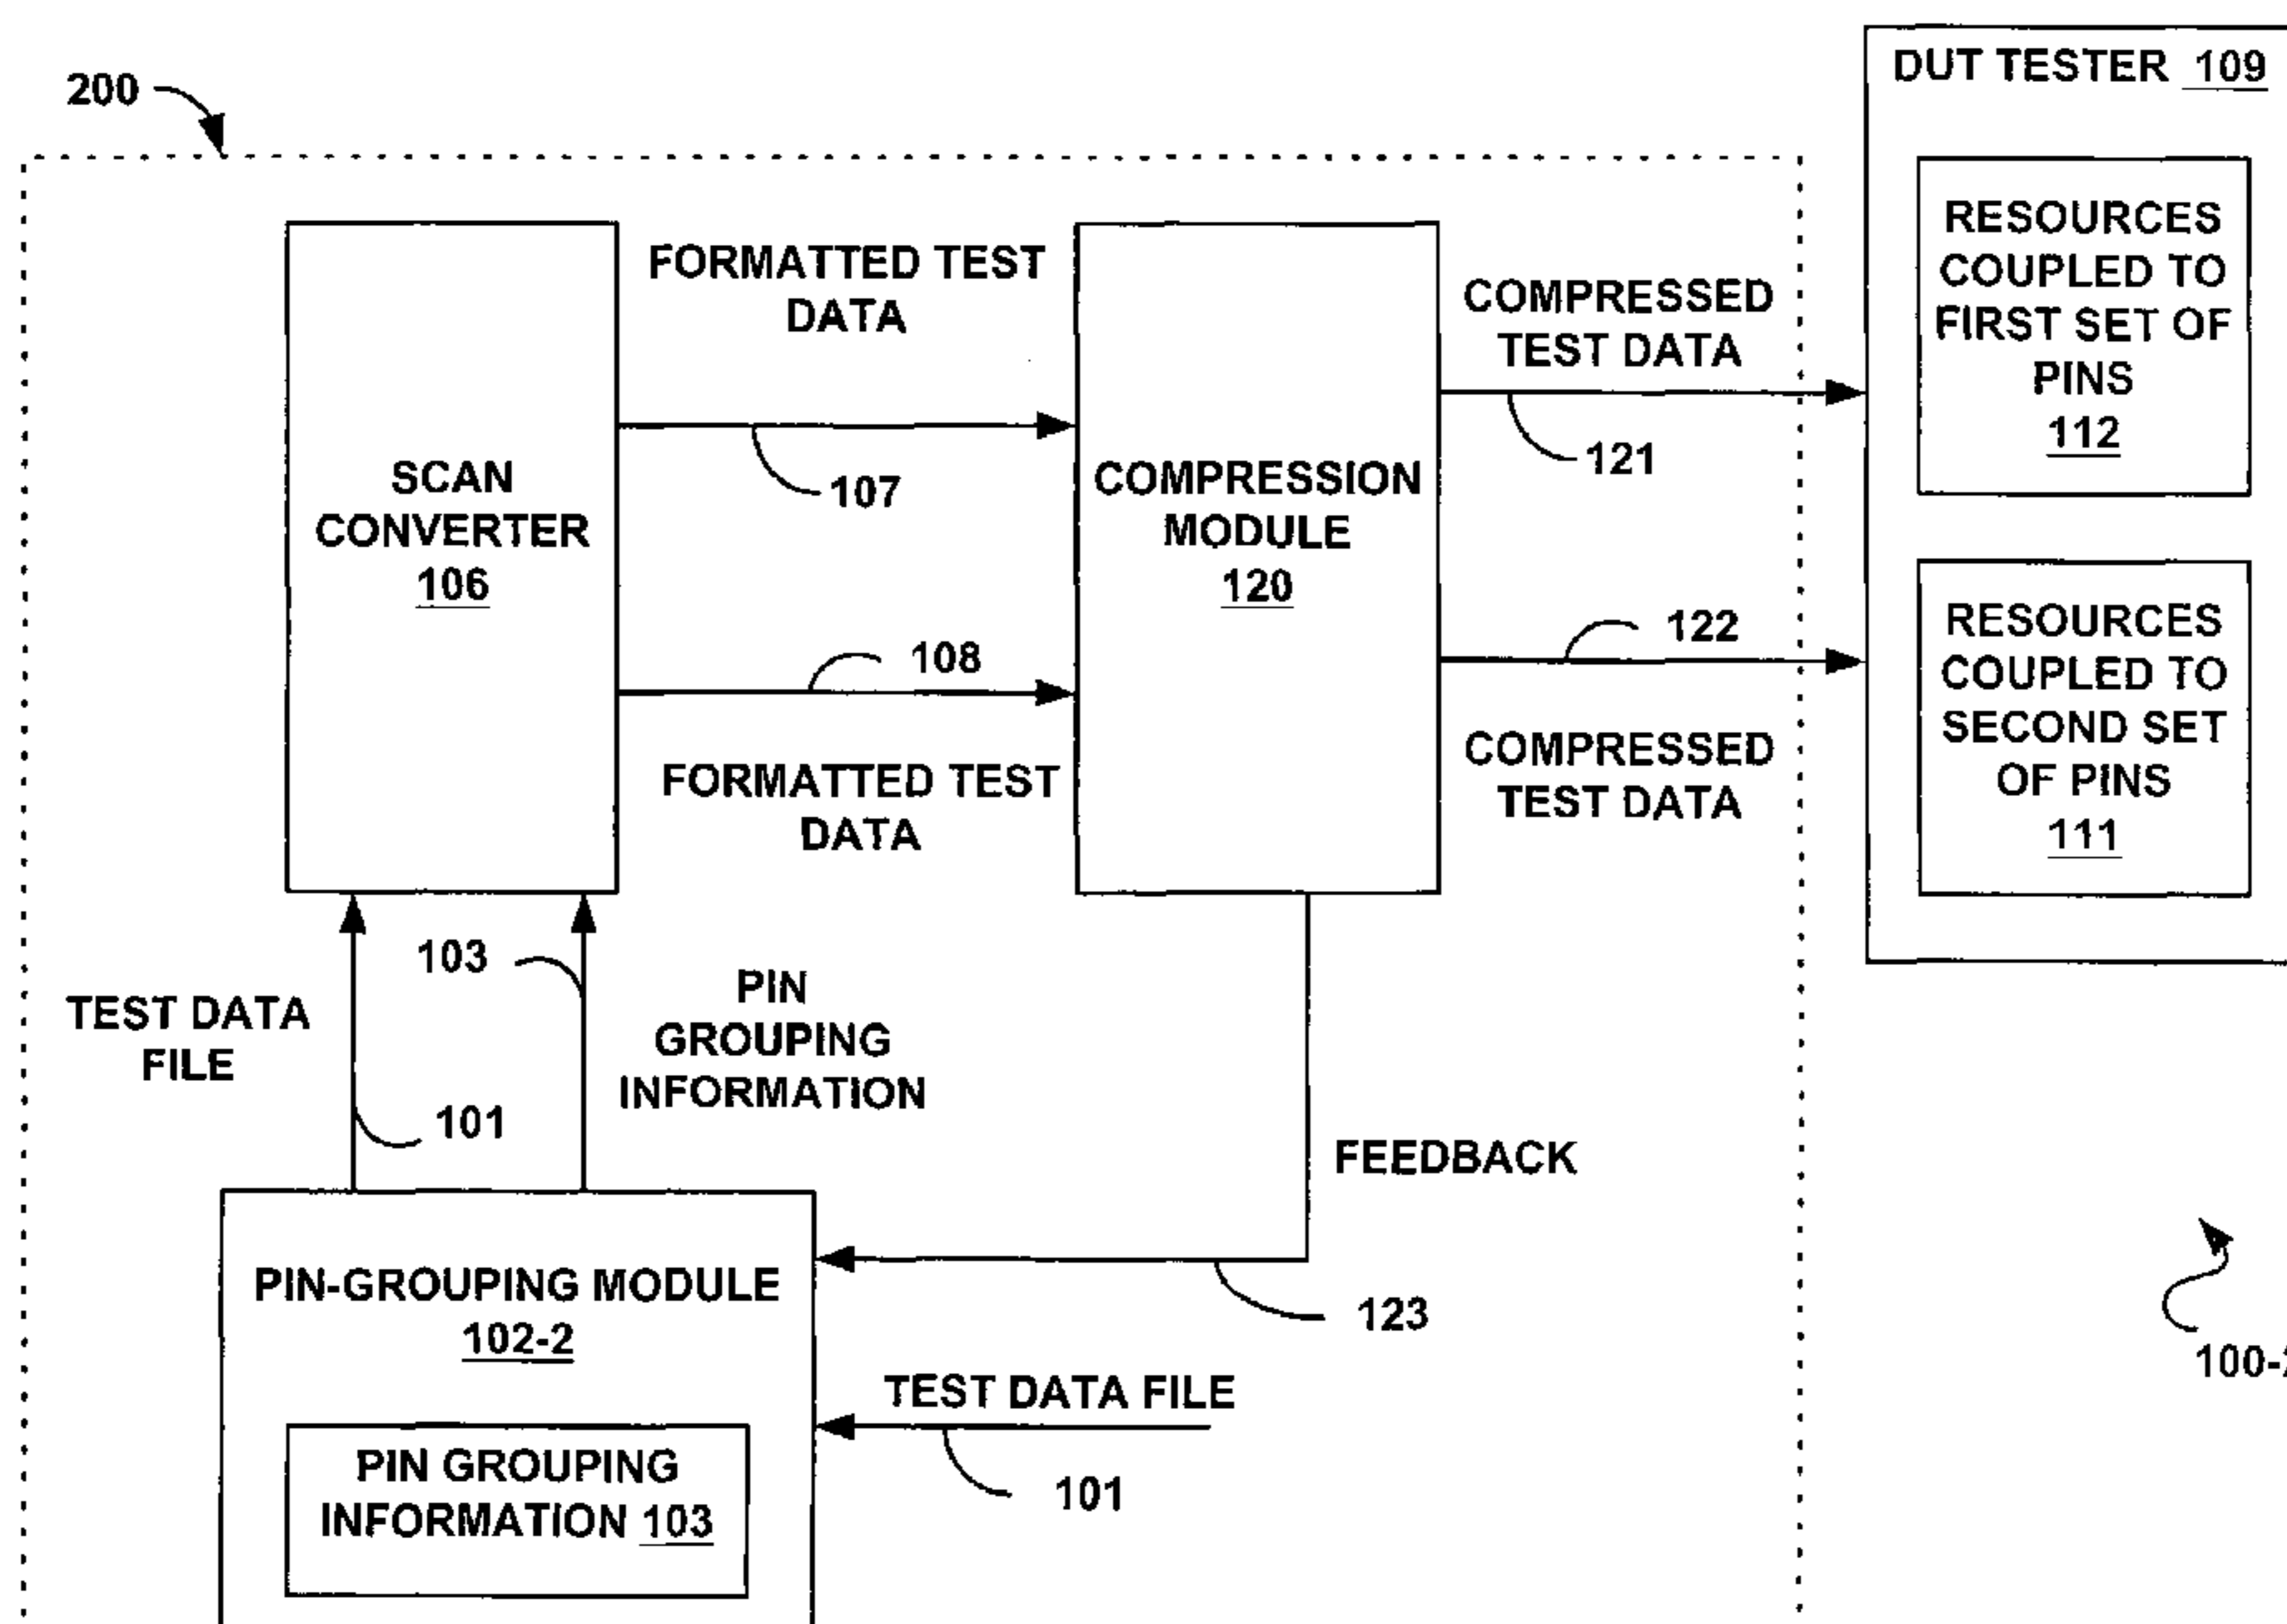 200
DUT TESTER 109
RESOURCES
COUPLED TO
FIRST SET OF
PINS
112
RESOURCES
COUPLED TO
SECOND SET
OF PINS
111
SCAN
CONVERTER
106
FORMATTED TEST
DATA
107
108
FORMATTED TEST
DATA
COMPRESSION
MODULE
120
COMPRESSED
TEST DATA
121
122
COMPRESSED
TEST DATA
TEST DATA
FILE
101
103
PIN
GROUPING
INFORMATION
FEEDBACK
123
PIN-GROUPING MODULE
102-2
PIN GROUPING
INFORMATION 103
TEST DATA FILE
101
100-2